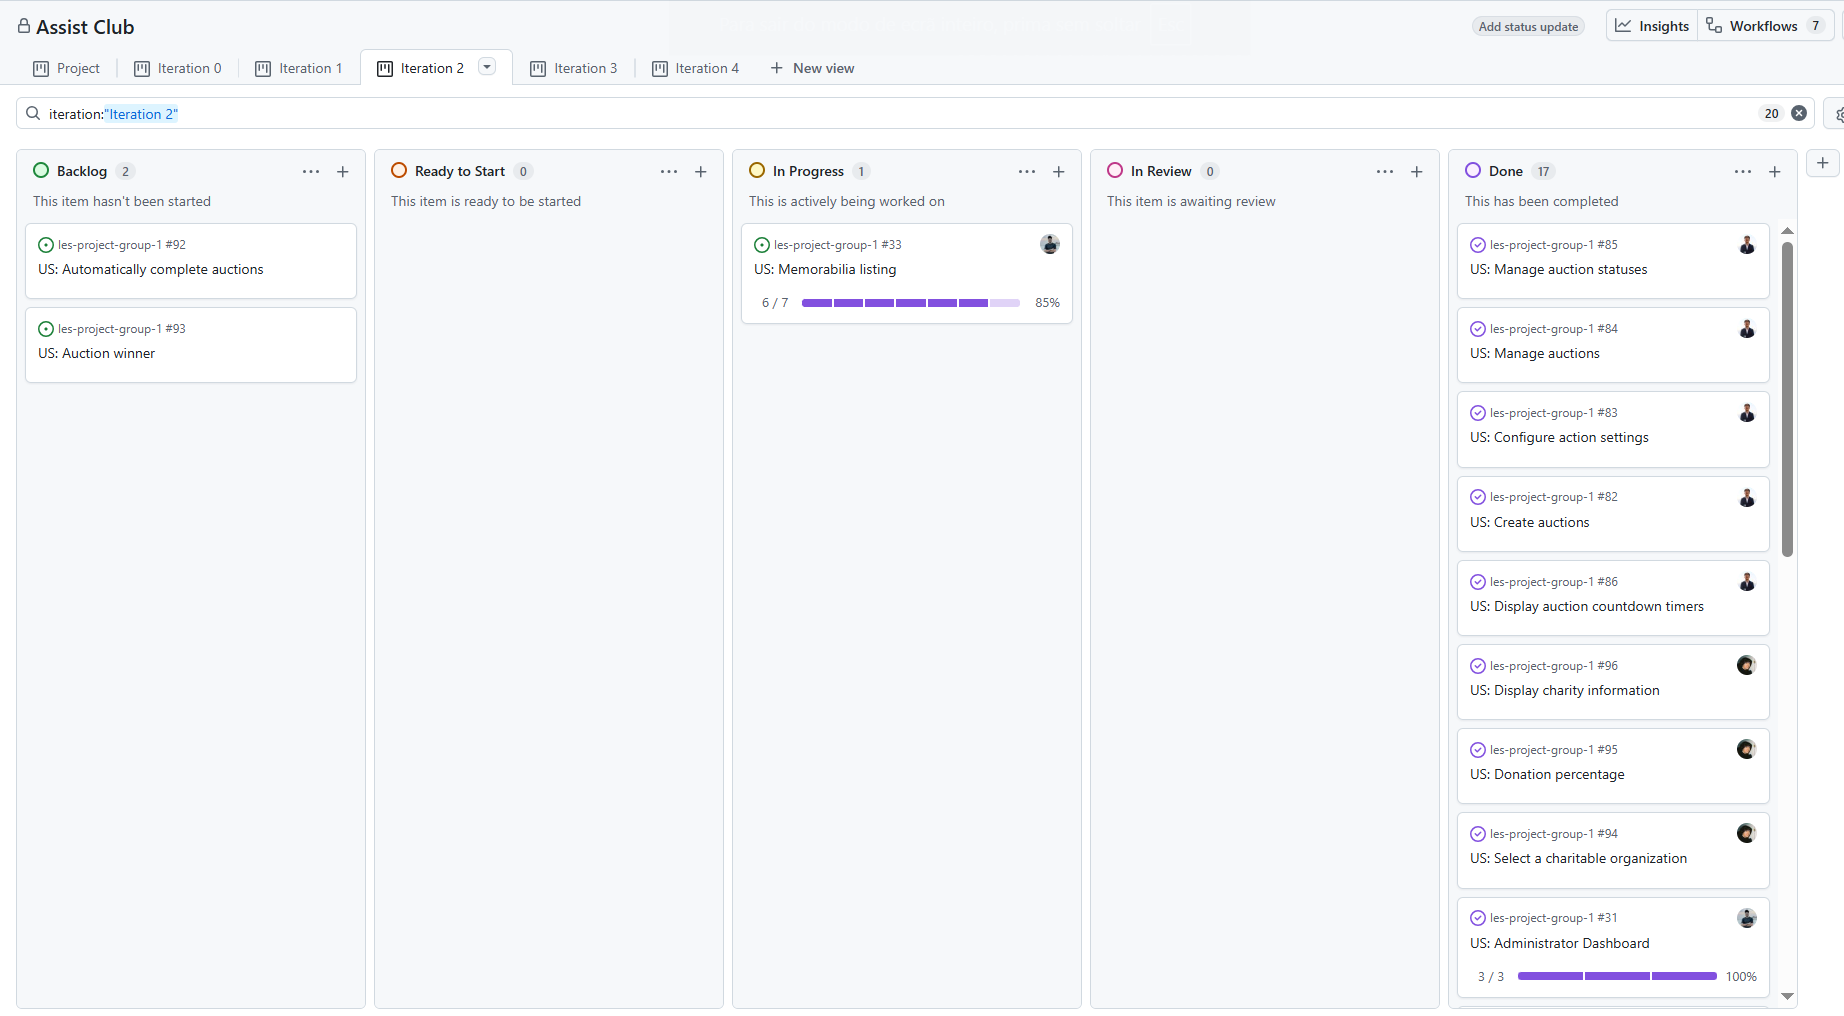 Assist Club
Add status update
Insights
Workflows 7
Project
Iteration 0
Iteration 1
Iteration 2
Iteration 3
Iteration 4
New view
iteration:"Iteration 2"
20
Backlog 2
This item hasn't been started
les-project-group-1 #92
US: Automatically complete auctions
les-project-group-1 #93
US: Auction winner
Ready to Start 0
This item is ready to be started
In Progress 1
This is actively being worked on
les-project-group-1 #33
US: Memorabilia listing
6 / 7
85%
In Review 0
This item is awaiting review
Done 17
This has been completed
les-project-group-1 #85
US: Manage auction statuses
les-project-group-1 #84
US: Manage auctions
les-project-group-1 #83
US: Configure action settings
les-project-group-1 #82
US: Create auctions
les-project-group-1 #86
US: Display auction countdown timers
les-project-group-1 #96
US: Display charity information
les-project-group-1 #95
US: Donation percentage
les-project-group-1 #94
US: Select a charitable organization
les-project-group-1 #31
US: Administrator Dashboard
3 / 3
100%